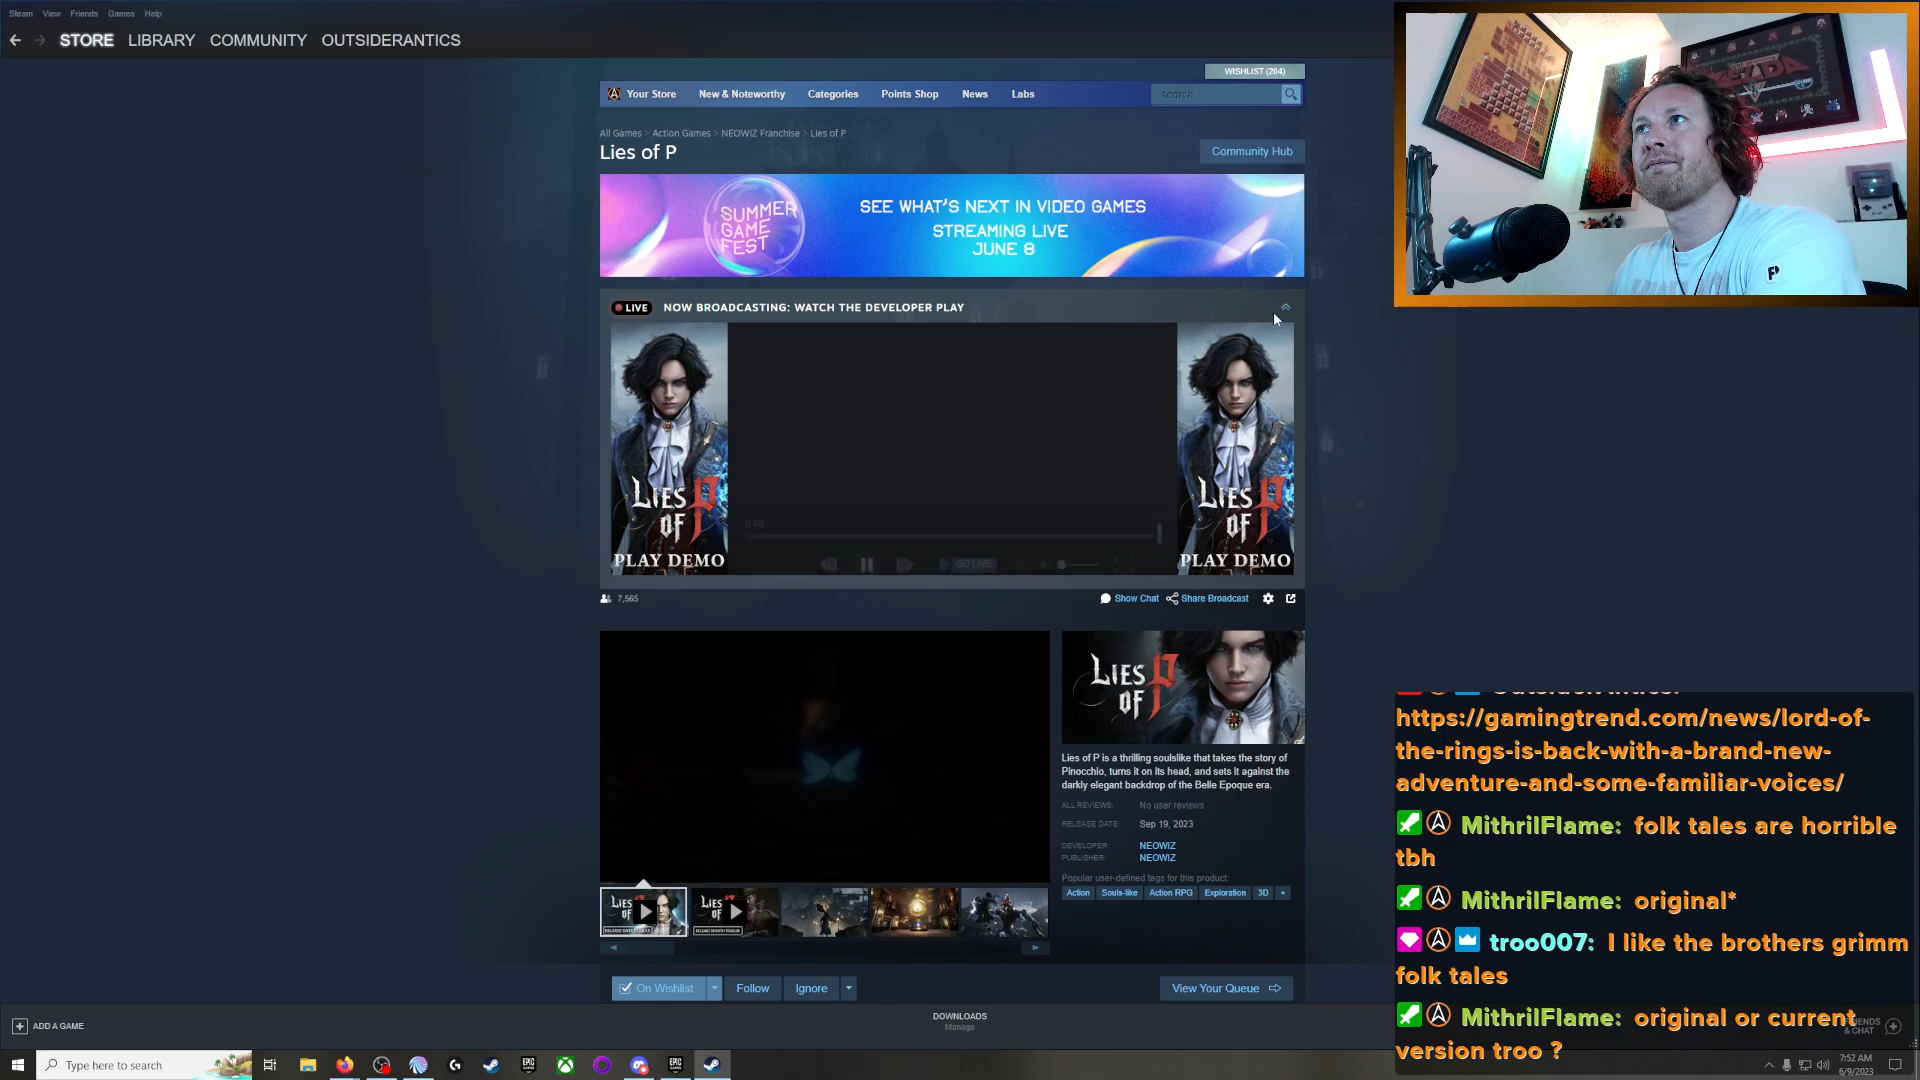 Steam View Friends Games Help
STORE LIBRARY COMMUNITY OUTSIDERANTICS
WISHLIST (204)
Your Store New & Noteworthy Categories Points Shop News Labs search
All Games > Action Games > NEOWIZ Franchise > Lies of P
Lies of P
Community Hub
SUMMER
GAME
FEST
SEE WHAT'S NEXT IN VIDEO GAMES
STREAMING LIVE
JUNE 8
LIVE NOW BROADCASTING: WATCH THE DEVELOPER PLAY
LIES OF P
PLAY DEMO
0:00
GO LIVE
LIES OF P
PLAY DEMO
7,565
Show Chat Share Broadcast
LIES OF P
Lies of P is a thrilling soulslike that takes the story of
Pinocchio, turns it on its head, and sets it against the
darkly elegant backdrop of the Belle Epoque era.
ALL REVIEWS: No user reviews
RELEASE DATE: Sep 19, 2023
DEVELOPER: NEOWIZ
PUBLISHER: NEOWIZ
Popular user-defined tags for this product:
Action Souls-like Action RPG Exploration 3D +
On Wishlist Follow Ignore View Your Queue
ADD A GAME
DOWNLOADS
Manage
https://gamingtrend.com/news/lord-of-
the-rings-is-back-with-a-brand-new-
adventure-and-some-familiar-voices/
MithrilFlame: folk tales are horrible
tbh
MithrilFlame: original*
troo007: I like the brothers grimm
folk tales
MithrilFlame: original or current
version troo ?
& CHAT
Type here to search
7:52 AM
6/9/2023